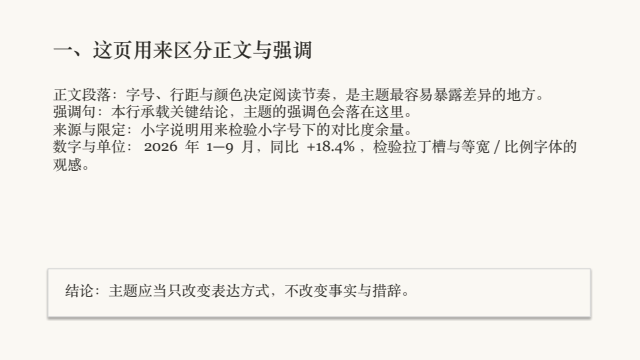 一、这页用来区分正文与强调
正文段落：字号、行距与颜色决定阅读节奏，是主题最容易暴露差异的地方。
强调句：本行承载关键结论，主题的强调色会落在这里。
来源与限定：小字说明用来检验小字号下的对比度余量。
数字与单位： 2026 年 1—9 月，同比 +18.4% ，检验拉丁槽与等宽 / 比例字体的
观感。
结论：主题应当只改变表达方式，不改变事实与措辞。